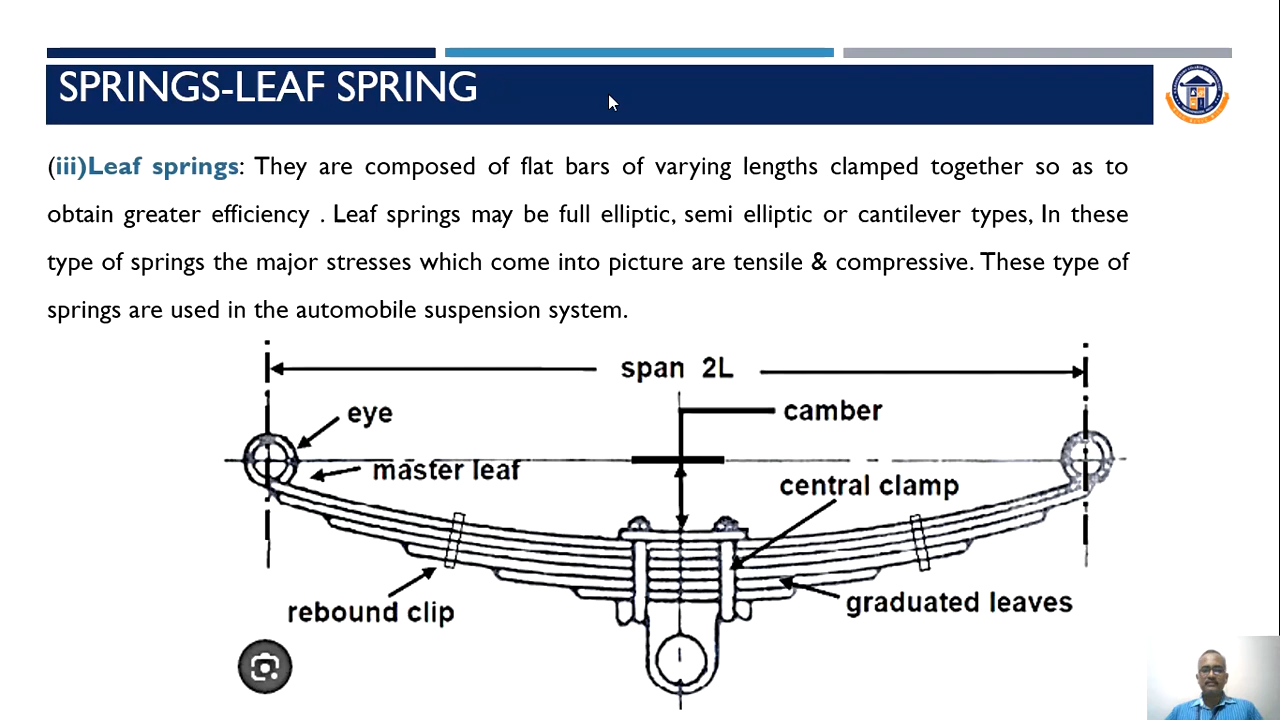 SPRINGS-LEAF SPRING
(iii)Leaf springs: They are composed of flat bars of varying lengths clamped together so as to
obtain greater efficiency . Leaf springs may be full elliptic, semi elliptic or cantilever types, In these
type of springs the major stresses which come into picture are tensile & compressive. These type of
springs are used in the automobile suspension system.
span 2L
eye
camber
master leaf
central clamp
rebound clip
graduated leaves